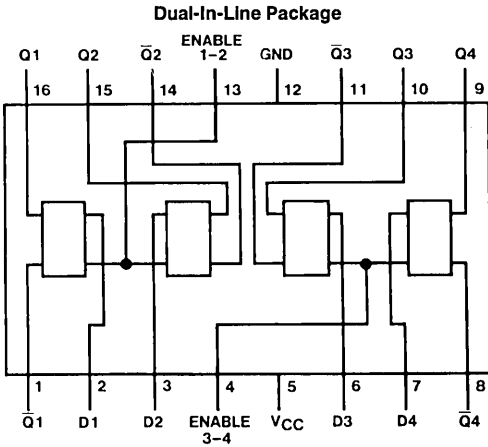 Dual-In-Line Package
ENABLE
Q1 Q2 Q̅2 1–2 GND Q̅3 Q3 Q4
16 15 14 13 12 11 10 9
1 2 3 4 5 6 7 8
Q̅1 D1 D2 ENABLE VCC D3 D4 Q̅4
3–4